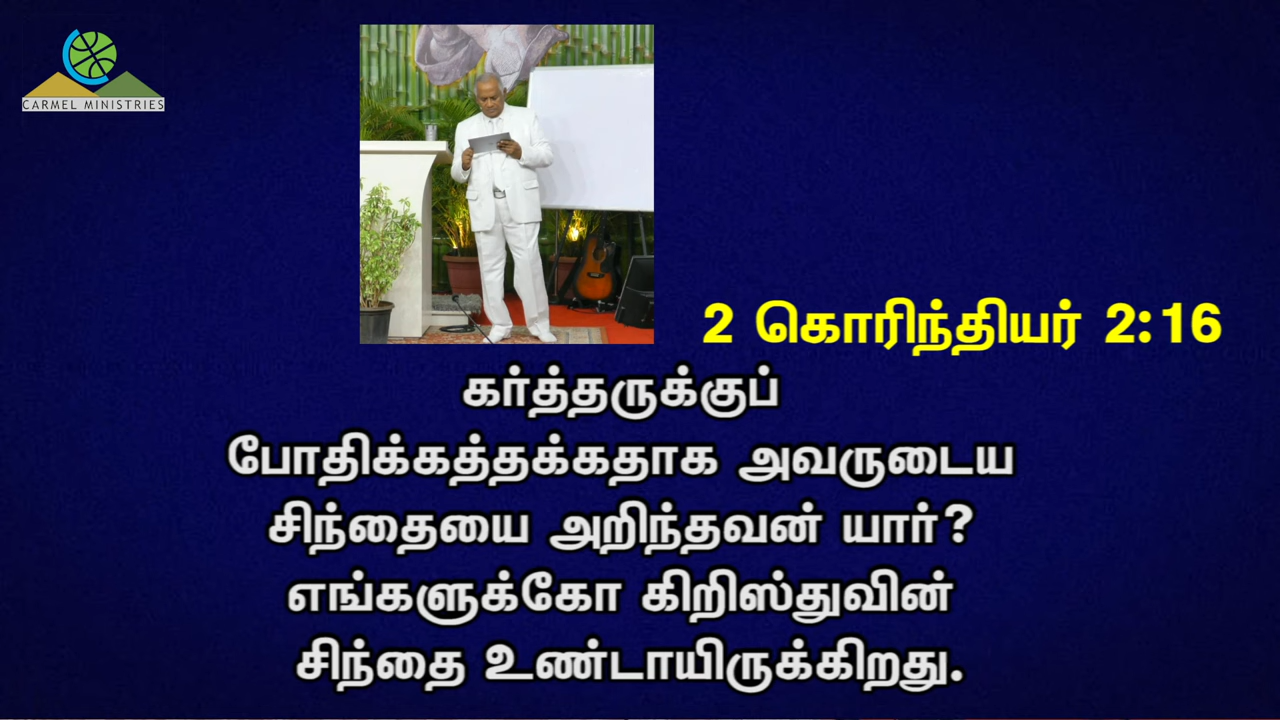 CARMEL MINISTRIES
2 கொரிந்தியர் 2:16
கர்த்தருக்குப்
போதிக்கத்தக்கதாக அவருடைய
சிந்தையை அறிந்தவன் யார்?
எங்களுக்கோ கிறிஸ்துவின்
சிந்தை உண்டாயிருக்கிறது.